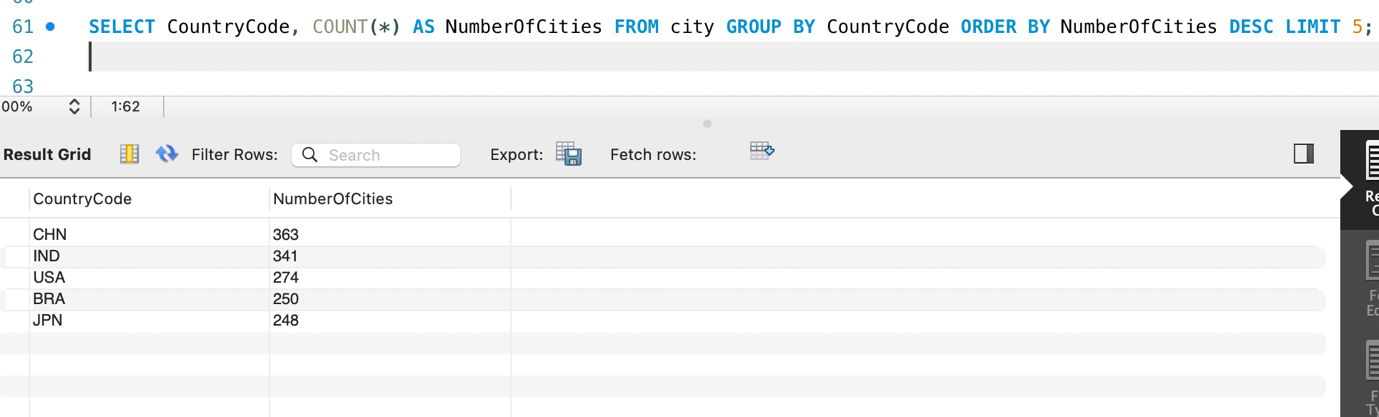 61 SELECT CountryCode, COUNT(*) AS NumberOfCities FROM city GROUP BY CountryCode ORDER BY NumberOfCities DESC LIMIT 5;
62
63
00% 1:62
Result Grid Filter Rows: Search Export: Fetch rows:
CountryCode NumberOfCities
CHN 363
IND 341
USA 274
BRA 250
JPN 248